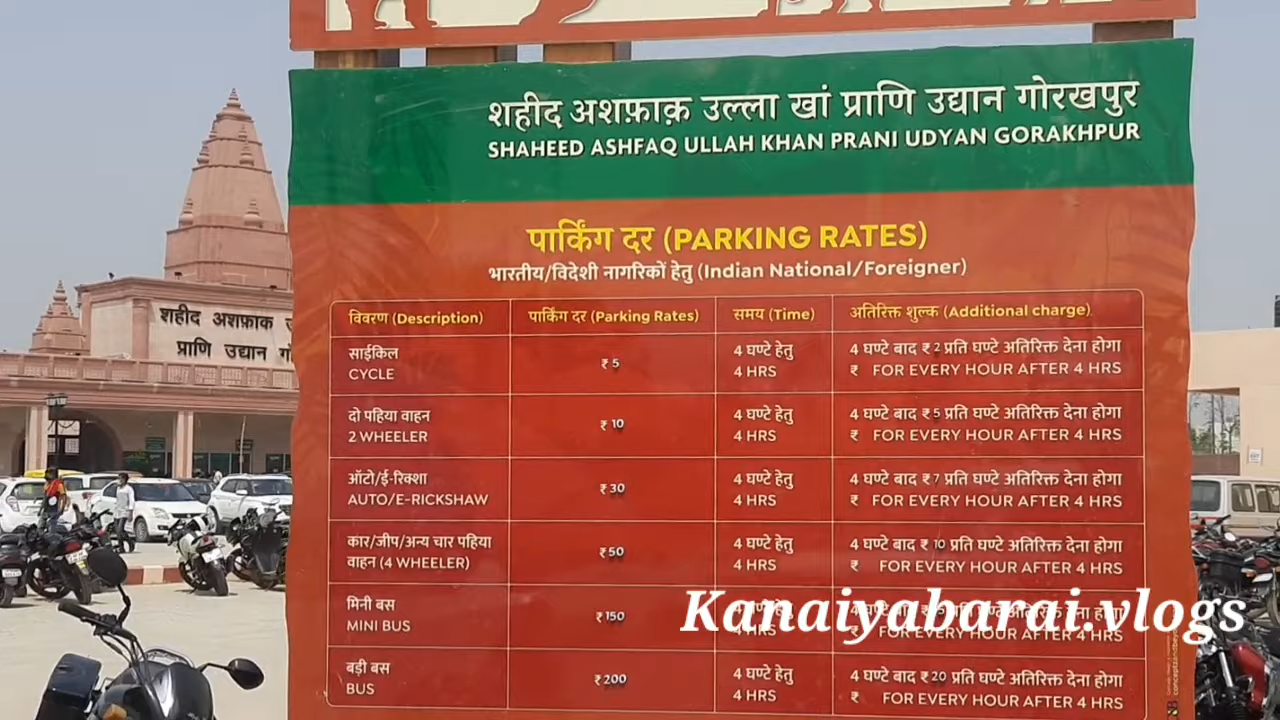 शहीद अशफ़ाक़ उल्ला खां प्राणि उद्यान गोरखपुर
SHAHEED ASHFAQ ULLAH KHAN PRANI UDYAN GORAKHPUR
पार्किंग दर (PARKING RATES)
भारतीय/विदेशी नागरिकों हेतु (Indian National/Foreigner)
विवरण (Description) पार्किंग दर (Parking Rates) समय (Time) अतिरिक्त शुल्क (Additional charge)
साईकिल
CYCLE
₹ 5
4 घण्टे हेतु
4 HRS
4 घण्टे बाद ₹ 2 प्रति घण्टे अतिरिक्त देना होगा
₹ FOR EVERY HOUR AFTER 4 HRS
दो पहिया वाहन
2 WHEELER
₹ 10
4 घण्टे हेतु
4 HRS
4 घण्टे बाद ₹ 5 प्रति घण्टे अतिरिक्त देना होगा
₹ FOR EVERY HOUR AFTER 4 HRS
ऑटो/ई-रिक्शा
AUTO/E-RICKSHAW
₹ 30
4 घण्टे हेतु
4 HRS
4 घण्टे बाद ₹ 7 प्रति घण्टे अतिरिक्त देना होगा
₹ FOR EVERY HOUR AFTER 4 HRS
कार/जीप/अन्य चार पहिया
वाहन (4 WHEELER)
₹ 50
4 घण्टे हेतु
4 HRS
4 घण्टे बाद ₹ 10 प्रति घण्टे अतिरिक्त देना होगा
₹ FOR EVERY HOUR AFTER 4 HRS
मिनी बस
MINI BUS
₹ 150
4 HRS
₹ FOR EVERY HOUR AFTER 4 HRS
बड़ी बस
BUS
₹ 200
4 घण्टे हेतु
4 HRS
4 घण्टे बाद ₹ 20 प्रति घण्टे अतिरिक्त देना होगा
₹ FOR EVERY HOUR AFTER 4 HRS
Kanaiyabarai.vlogs
शहीद अशफ़ाक
प्राणि उद्यान